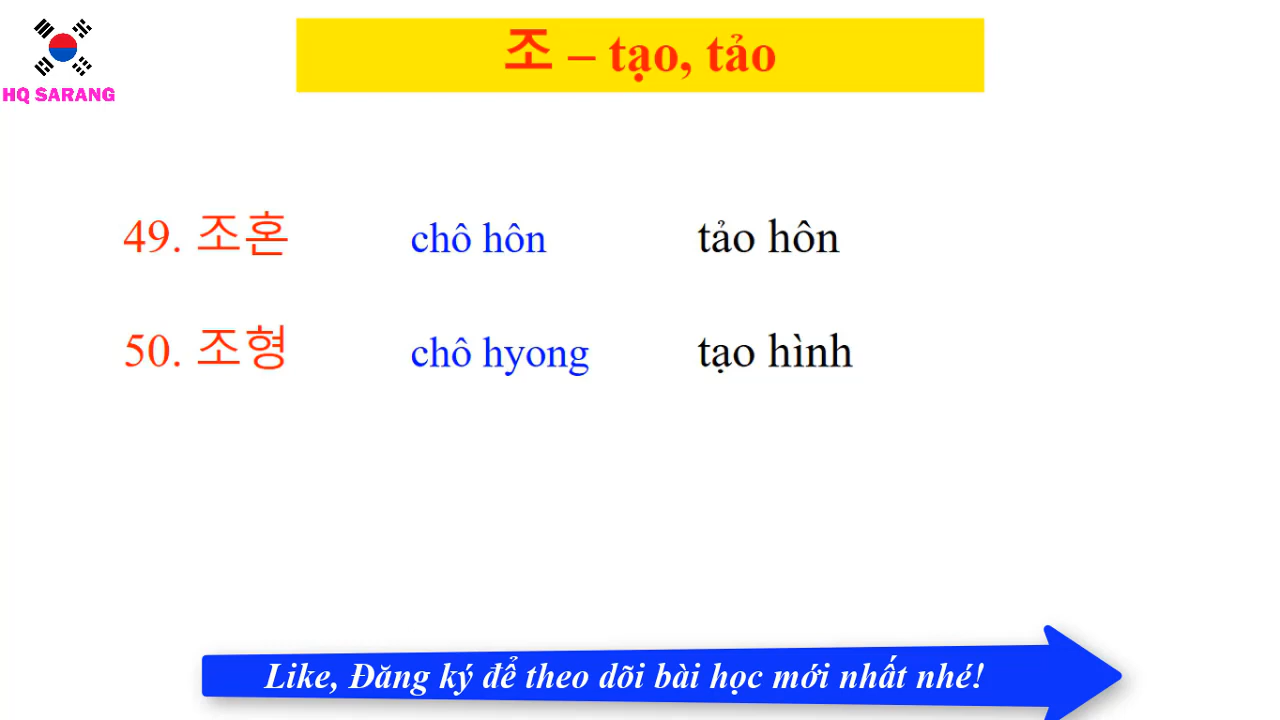 HQ SARANG
조 – tạo, tảo
49. 조혼 chô hôn tảo hôn
50. 조형 chô hyong tạo hình
Like, Đăng ký để theo dõi bài học mới nhất nhé!